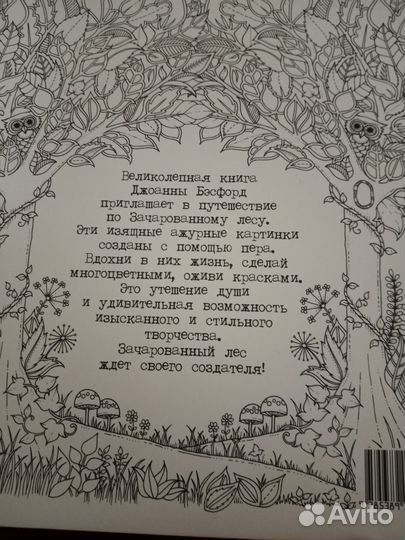 Великолепная книга
Джоанны Бэсфорд
приглашает в путешествие
по Зачарованному лесу.
Эти изящные ажурные картинки
созданы с помощью пера.
Вдохни в них жизнь, сделай
многоцветными, оживи красками.
Это утешение души
и удивительная возможность
изысканного и стильного
творчества.
Зачарованный лес
ждет своего создателя!
Avito